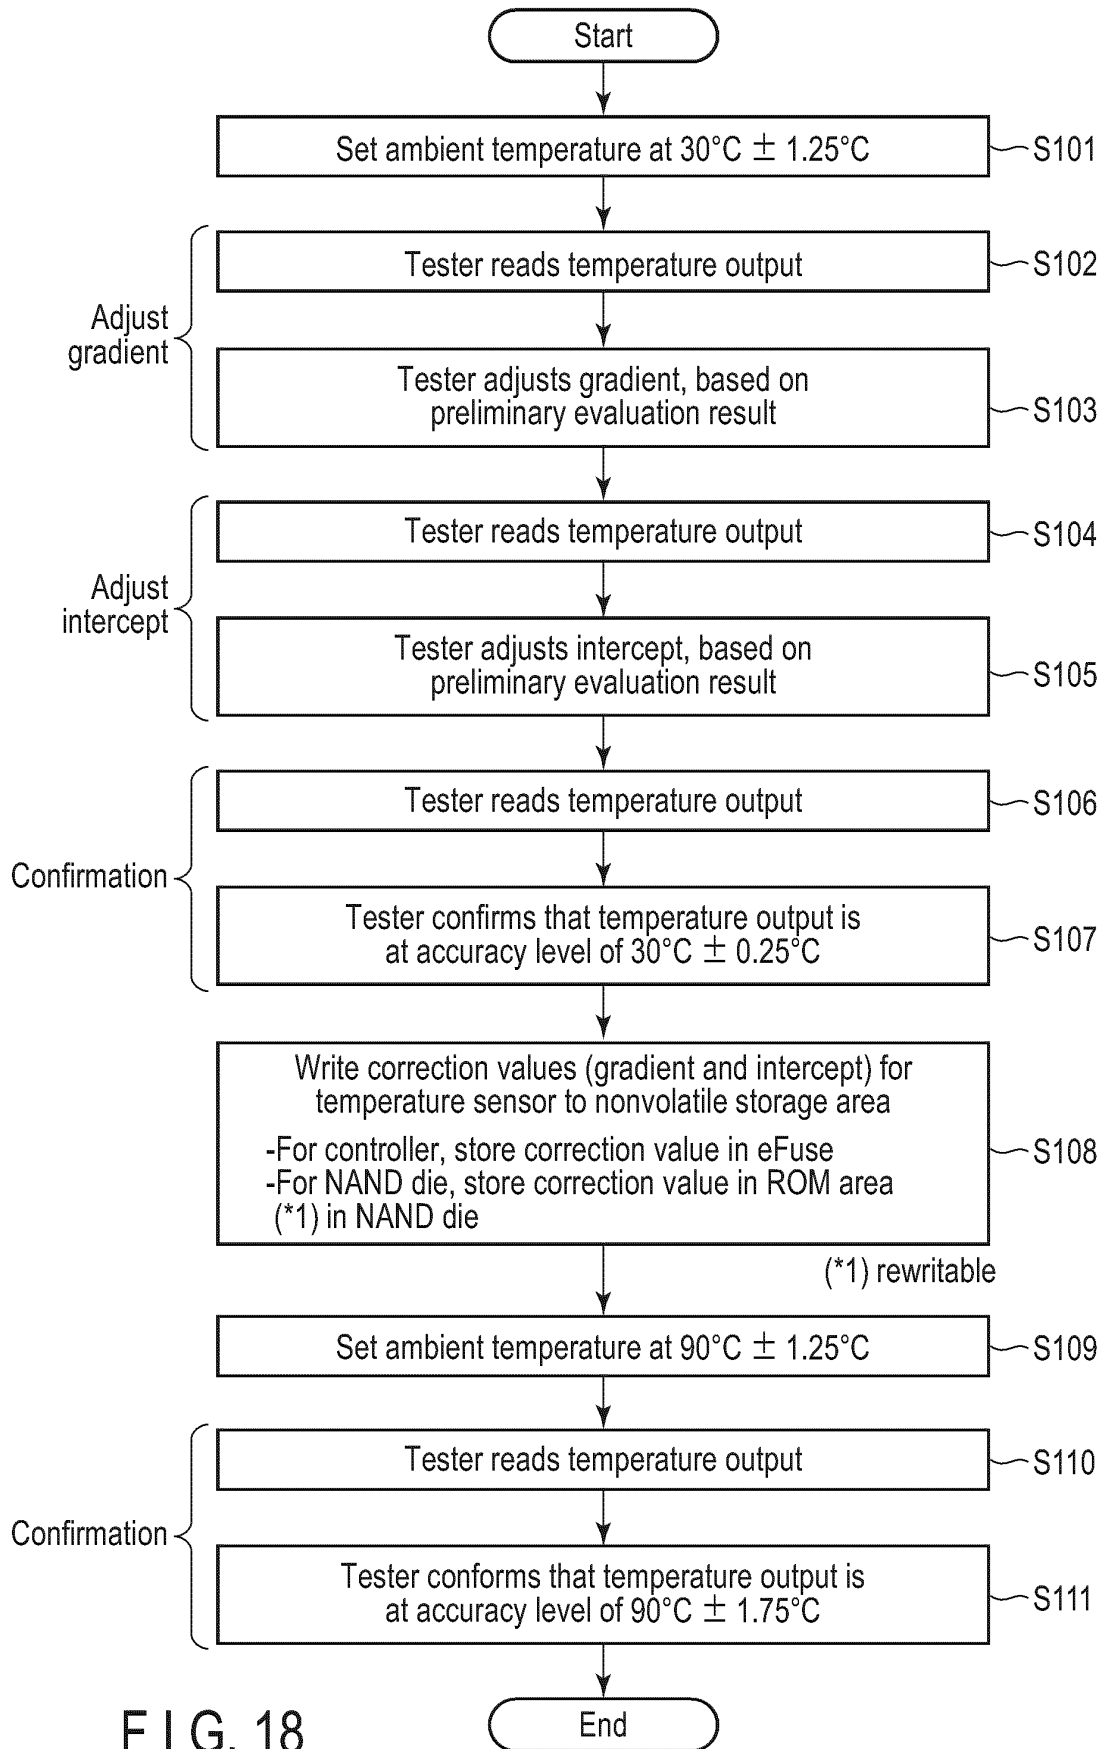 Start
Set ambient temperature at 30°C ± 1.25°C
S101
Adjust
gradient
Tester reads temperature output
S102
Tester adjusts gradient, based on
preliminary evaluation result
S103
Adjust
intercept
Tester reads temperature output
S104
Tester adjusts intercept, based on
preliminary evaluation result
S105
Confirmation
Tester reads temperature output
S106
Tester confirms that temperature output is
at accuracy level of 30°C ± 0.25°C
S107
Write correction values (gradient and intercept) for
temperature sensor to nonvolatile storage area
-For controller, store correction value in eFuse
-For NAND die, store correction value in ROM area
(*1) in NAND die
S108
(*1) rewritable
Set ambient temperature at 90°C ± 1.25°C
S109
Confirmation
Tester reads temperature output
S110
Tester conforms that temperature output is
at accuracy level of 90°C ± 1.75°C
S111
End
FIG. 18